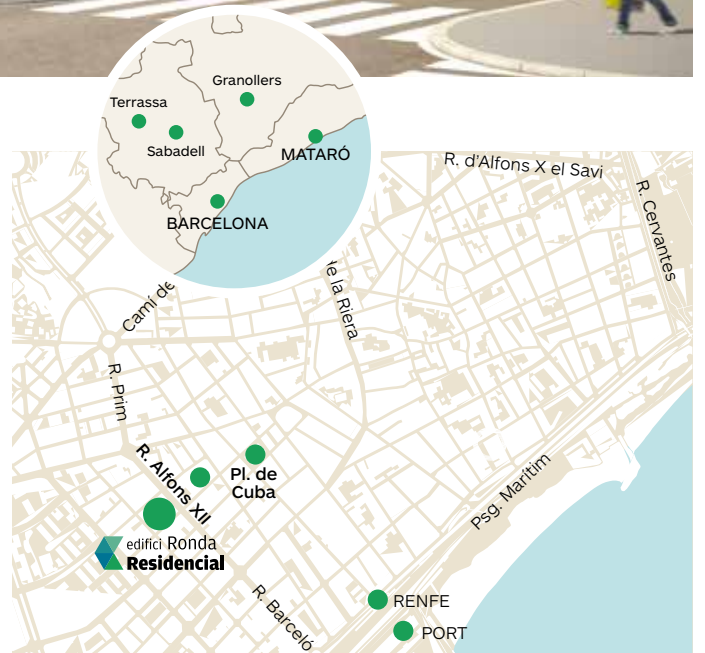 Granollers
Terrassa
Sabadell
MATARÓ
BARCELONA
R. d'Alfons X el Savi
R. Cervantes
de la Riera
Camí de
R. Prim
R. Alfons XII
Pl. de
Cuba
edifici Ronda
Residencial
Psg. Marítim
R. Barceló
RENFE
PORT